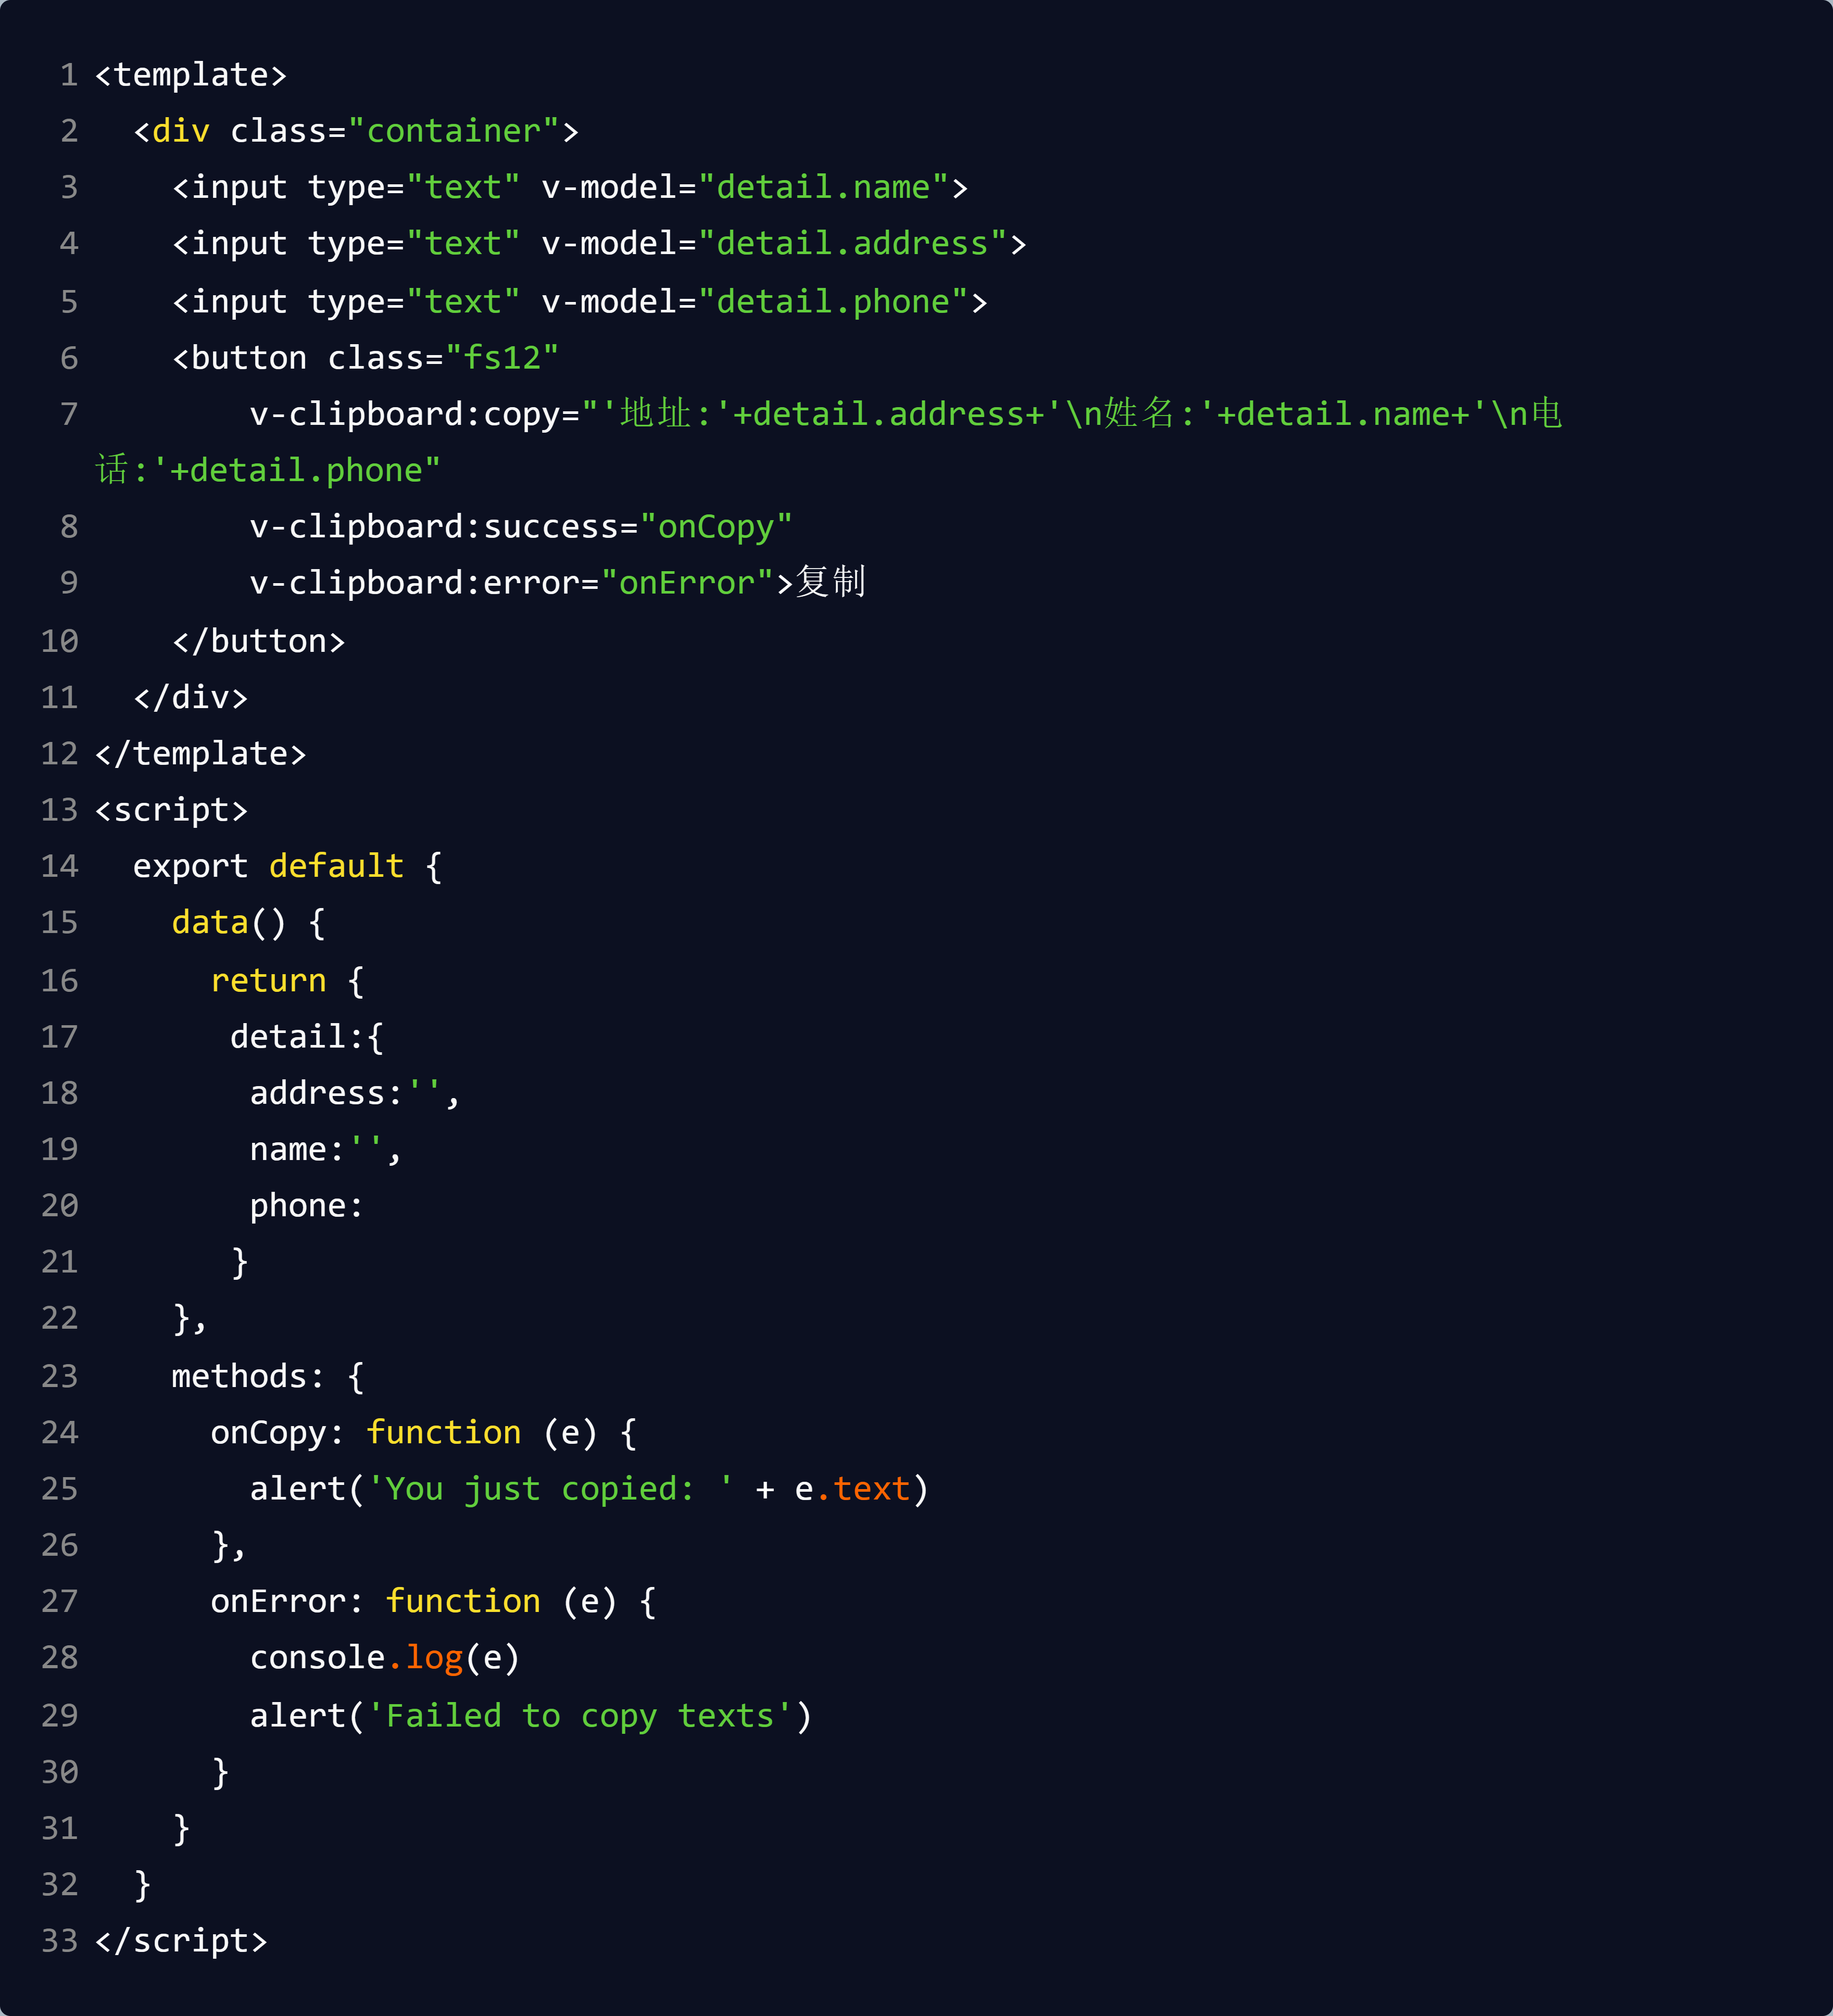 1 <template>
2   <div class="container">
3     <input type="text" v-model="detail.name">
4     <input type="text" v-model="detail.address">
5     <input type="text" v-model="detail.phone">
6     <button class="fs12"
7         v-clipboard:copy="'地址:'+detail.address+'\n姓名:'+detail.name+'\n电
话:'+detail.phone"
8         v-clipboard:success="onCopy"
9         v-clipboard:error="onError">复制
10     </button>
11   </div>
12 </template>
13 <script>
14   export default {
15     data() {
16       return {
17        detail:{
18         address:'',
19         name:'',
20         phone:
21        }
22     },
23     methods: {
24       onCopy: function (e) {
25         alert('You just copied: ' + e.text)
26       },
27       onError: function (e) {
28         console.log(e)
29         alert('Failed to copy texts')
30       }
31     }
32   }
33 </script>